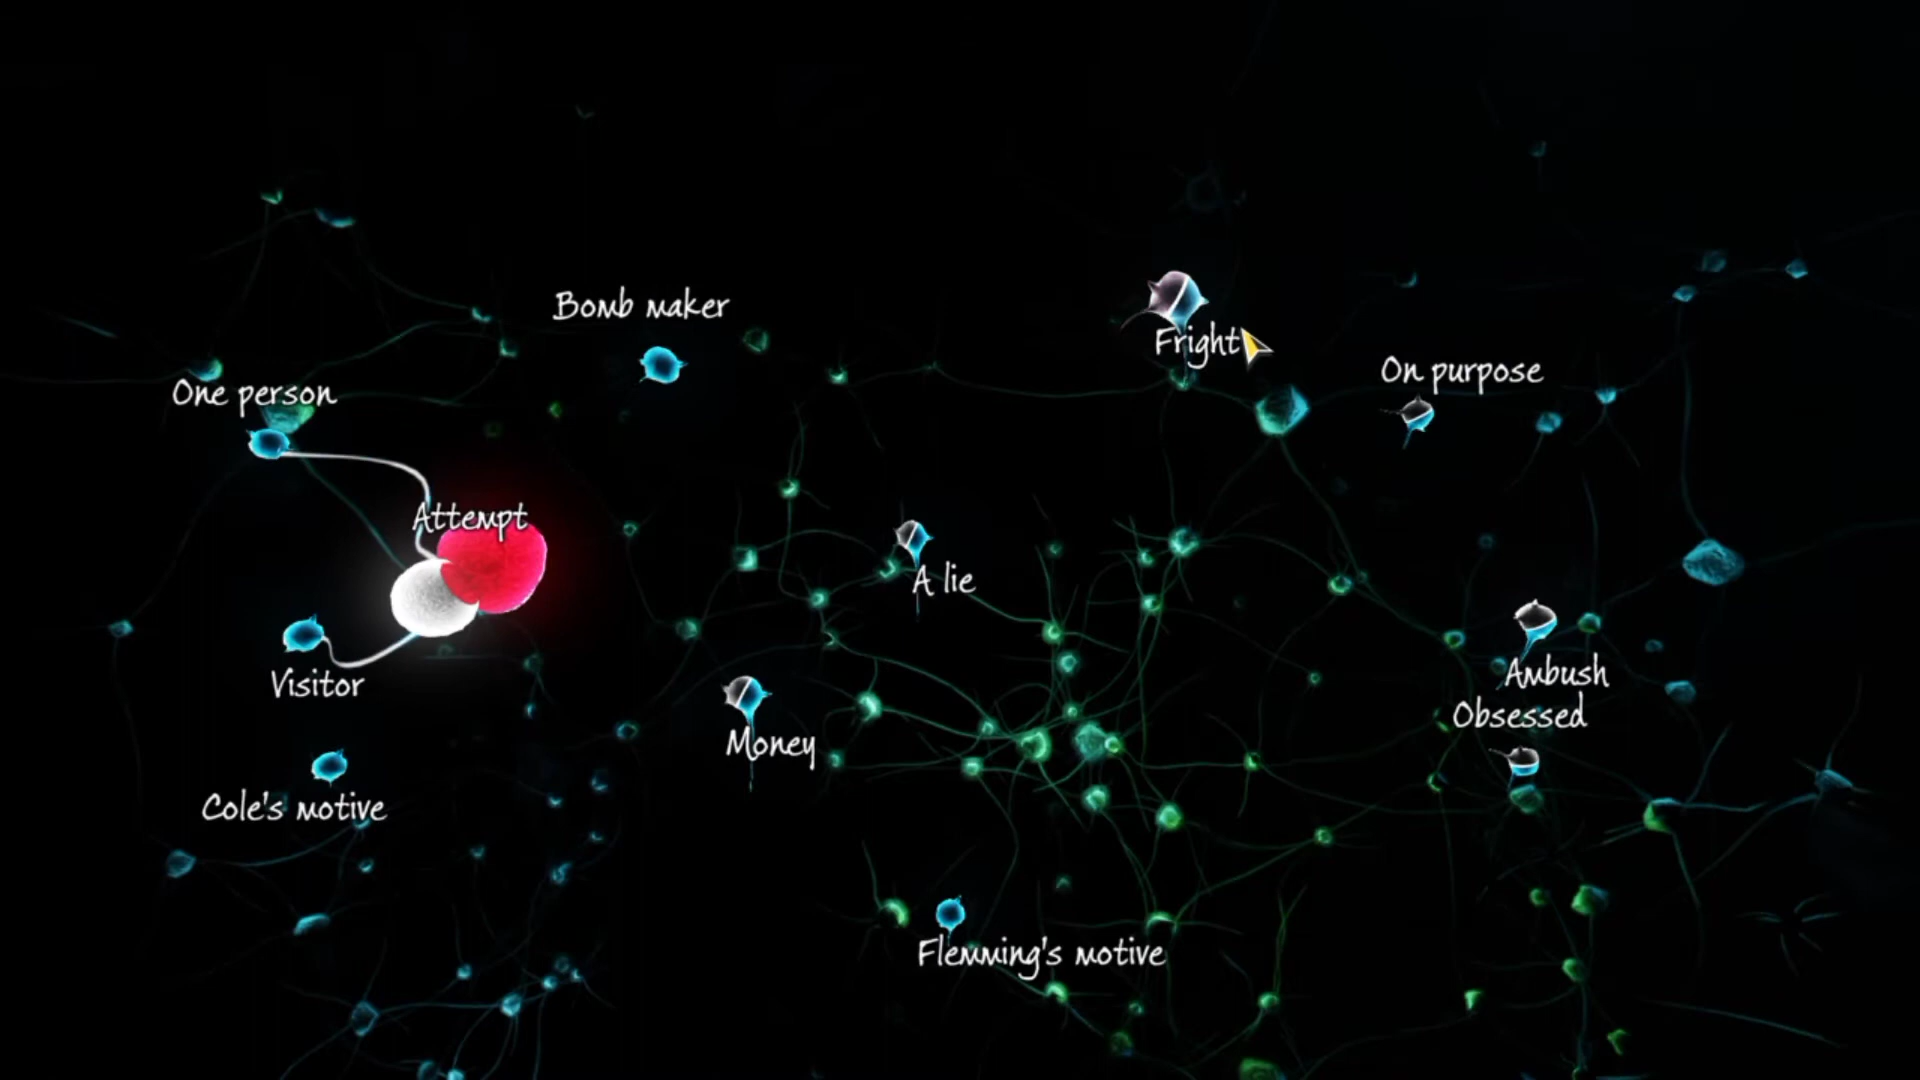 Bomb maker
Fright
On purpose
One person
Attempt
A lie
Ambush
Visitor
Obsessed
Money
Cole's motive
Flemming's motive